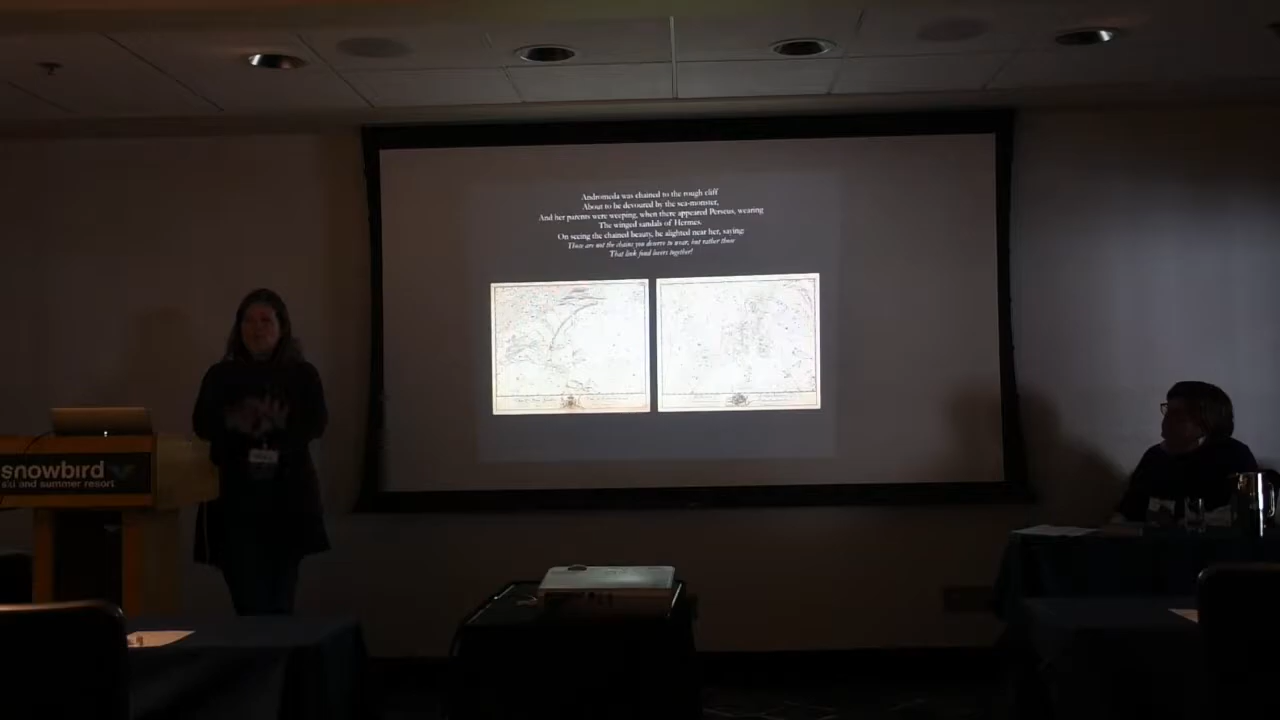 Andromeda was chained to the rough cliff
About to be devoured by the sea-monster,
And her parents were weeping, when there appeared Perseus, wearing
The winged sandals of Hermes.
On seeing the chained beauty, he alighted near her, saying:
These are not the chains you deserve to wear, but rather those
That link fond lovers together!
snowbird
ski and summer resort